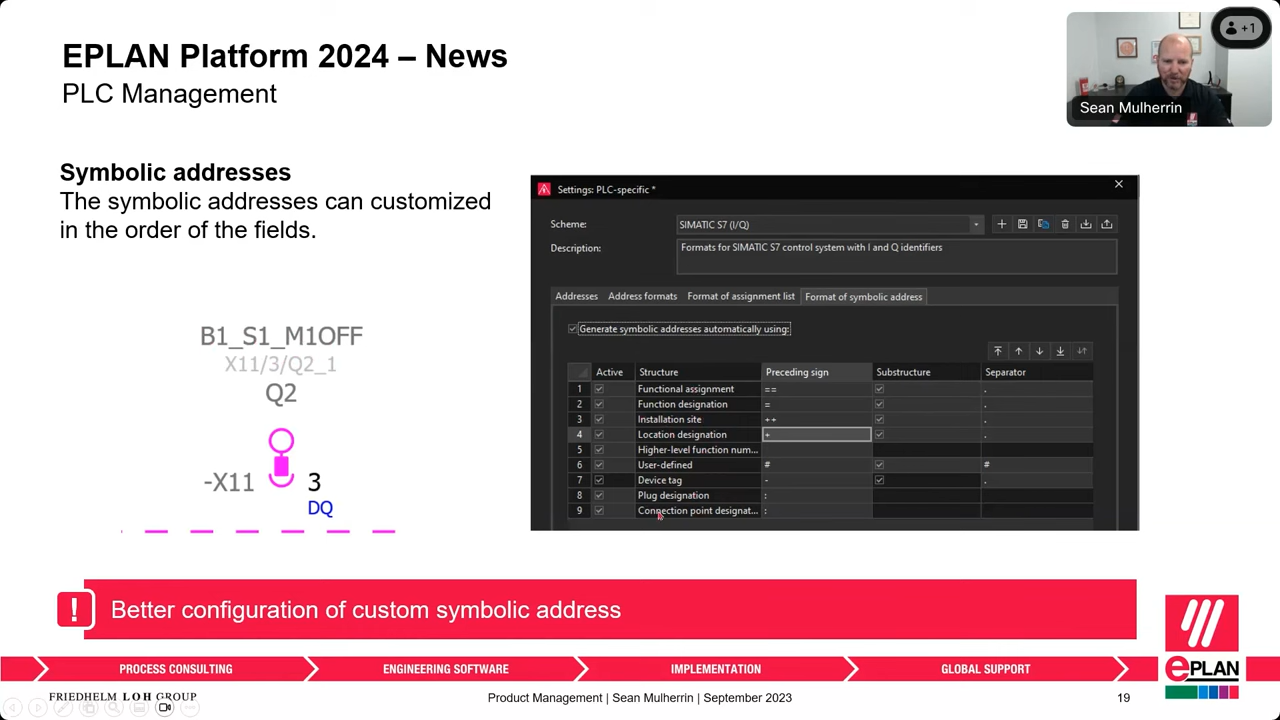 EPLAN Platform 2024 – News
PLC Management
+1
Sean Mulherrin
Symbolic addresses
The symbolic addresses can customized
in the order of the fields.
B1_S1_M1OFF
X11/3/Q2_1
Q2
-X11
3
DQ
Settings: PLC-specific *
Scheme:
SIMATIC S7 (I/Q)
Description:
Formats for SIMATIC S7 control system with I and Q identifiers
Addresses Address formats Format of assignment list Format of symbolic address
Generate symbolic addresses automatically using:
Active Structure Preceding sign Substructure Separator
1 Functional assignment == .
2 Function designation = .
3 Installation site ++ .
4 Location designation + .
5 Higher-level function num...
6 User-defined # #
7 Device tag - .
8 Plug designation :
9 Connection point designat... :
! Better configuration of custom symbolic address
PROCESS CONSULTING ENGINEERING SOFTWARE IMPLEMENTATION GLOBAL SUPPORT
ePLAN
FRIEDHELM LOH GROUP
Product Management | Sean Mulherrin | September 2023
19